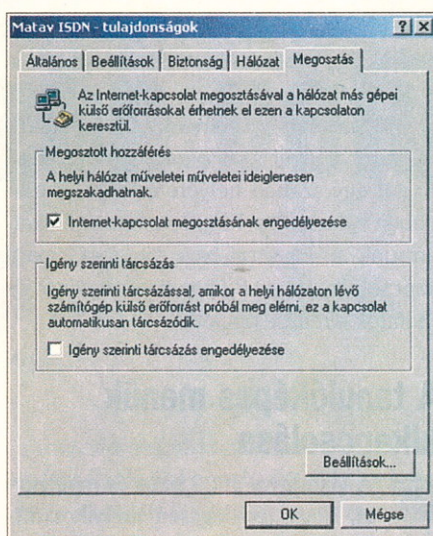 Matav ISDN - tulajdonságok
Általános
Beállítások
Biztonság
Hálózat
Megosztás
Az Internet-kapcsolat megosztásával a hálózat más gépei
külső erőforrásokat érhetnek el ezen a kapcsolaton
keresztül.
Megosztott hozzáférés
A helyi hálózat műveletei műveletei ideiglenesen
megszakadhatnak.
Internet-kapcsolat megosztásának engedélyezése
Igény szerinti tárcsázás
Igény szerinti tárcsázással, amikor a helyi hálózaton lévő
számítógép külső erőforrást próbál meg elérni, ez a kapcsolat
automatikusan tárcsázódik.
Igény szerinti tárcsázás engedélyezése
Beállítások...
OK
Mégse